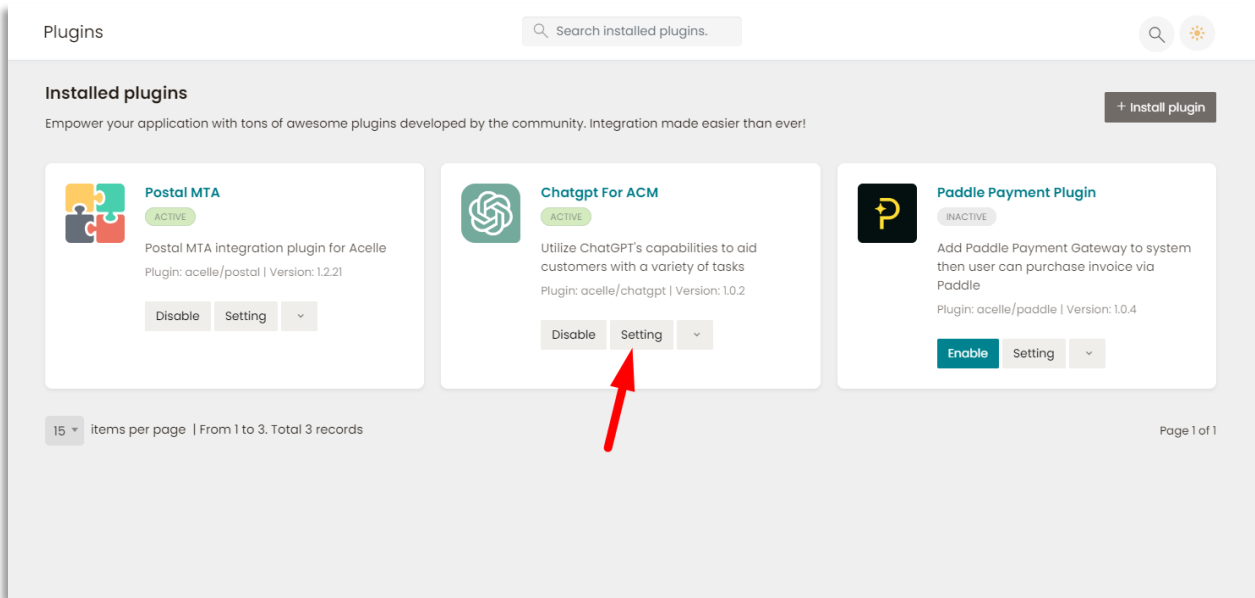 Plugins
Search installed plugins.
Installed plugins
+ Install plugin
Empower your application with tons of awesome plugins developed by the community. Integration made easier than ever!
Postal MTA
ACTIVE
Postal MTA integration plugin for Acelle
Plugin: acelle/postal | Version: 1.2.21
Disable
Setting
Chatgpt For ACM
ACTIVE
Utilize ChatGPT's capabilities to aid
customers with a variety of tasks
Plugin: acelle/chatgpt | Version: 1.0.2
Disable
Setting
Paddle Payment Plugin
INACTIVE
Add Paddle Payment Gateway to system
then user can purchase invoice via
Paddle
Plugin: acelle/paddle | Version: 1.0.4
Enable
Setting
15 items per page | From 1 to 3. Total 3 records
Page 1 of 1